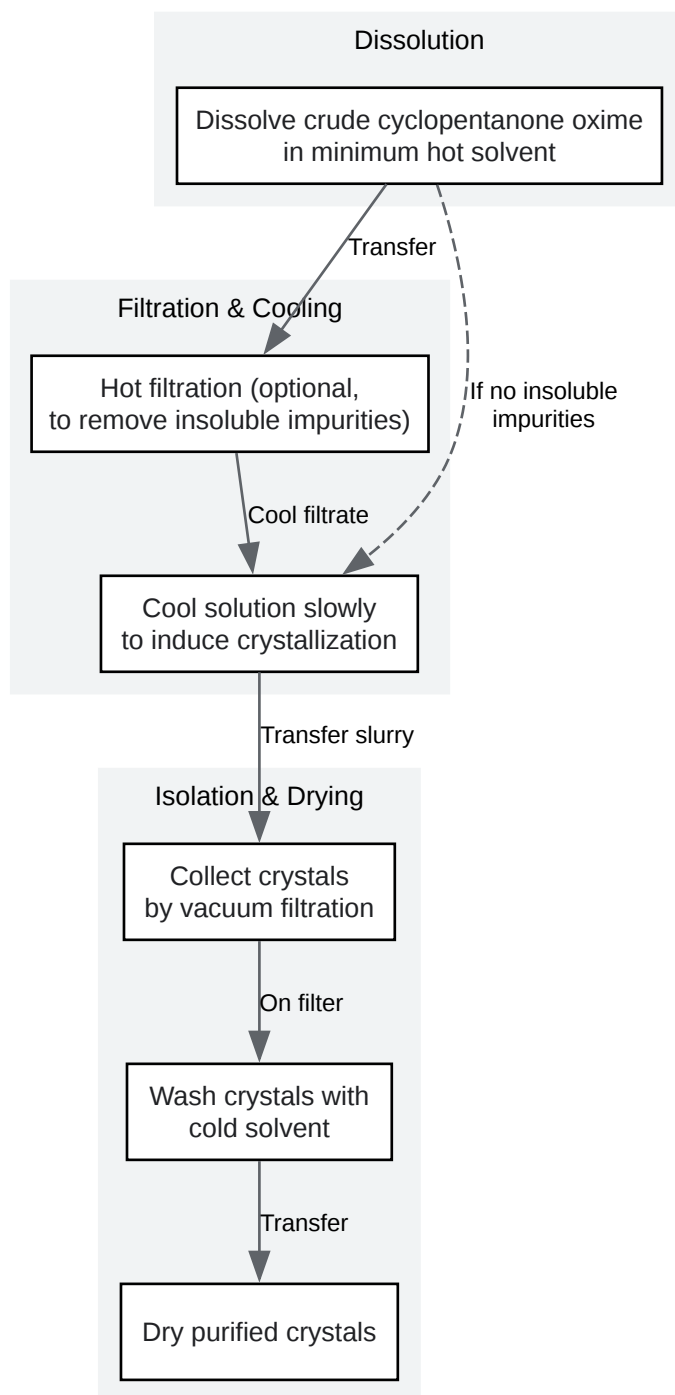 Dissolution
Dissolve crude cyclopentanone oxime
in minimum hot solvent
Transfer
Filtration & Cooling
Hot filtration (optional,
to remove insoluble impurities)
If no insoluble
impurities
Cool filtrate
Cool solution slowly
to induce crystallization
Transfer slurry
Isolation & Drying
Collect crystals
by vacuum filtration
On filter
Wash crystals with
cold solvent
Transfer
Dry purified crystals